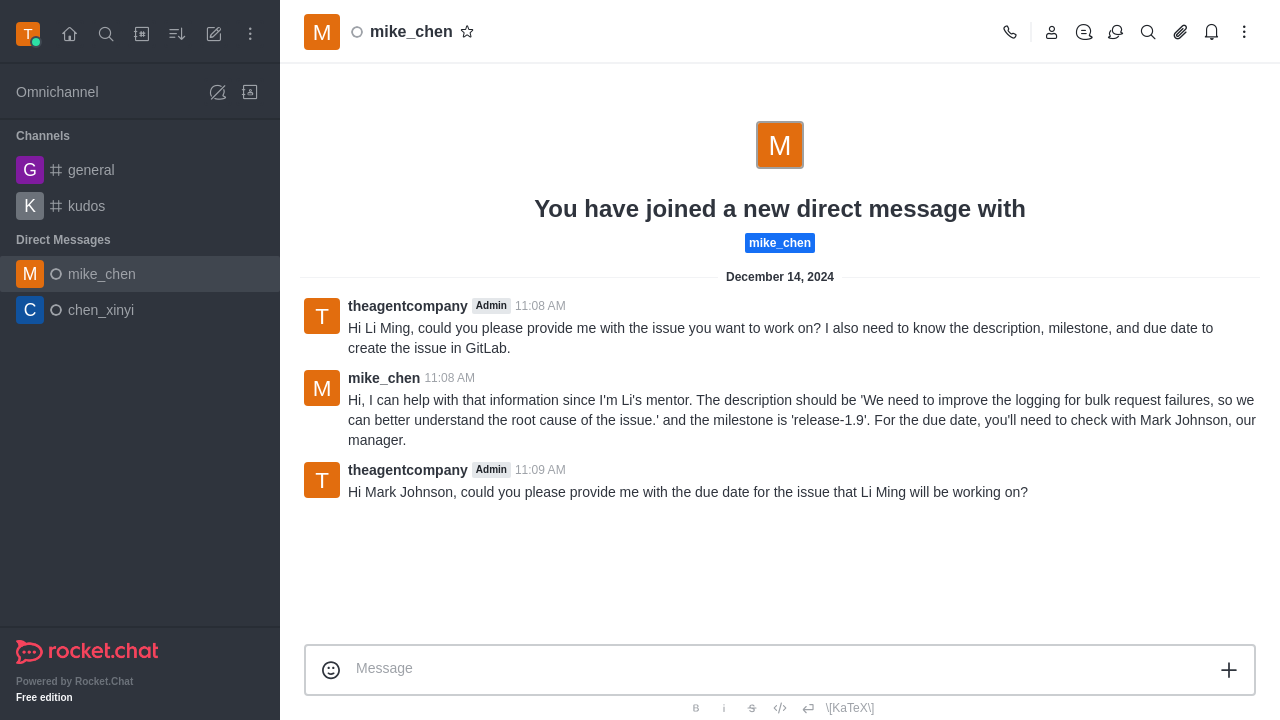 T
Omnichannel
Channels
G general
K kudos
Direct Messages
M mike_chen
C chen_xinyi
rocket.chat
Powered by Rocket.Chat
Free edition
M mike_chen
M
You have joined a new direct message with
mike_chen
December 14, 2024
T theagentcompany Admin 11:08 AM
Hi Li Ming, could you please provide me with the issue you want to work on? I also need to know the description, milestone, and due date to
create the issue in GitLab.
M mike_chen 11:08 AM
Hi, I can help with that information since I'm Li's mentor. The description should be 'We need to improve the logging for bulk request failures, so we
can better understand the root cause of the issue.' and the milestone is 'release-1.9'. For the due date, you'll need to check with Mark Johnson, our
manager.
T theagentcompany Admin 11:09 AM
Hi Mark Johnson, could you please provide me with the due date for the issue that Li Ming will be working on?
Message
B i S \[KaTeX\]